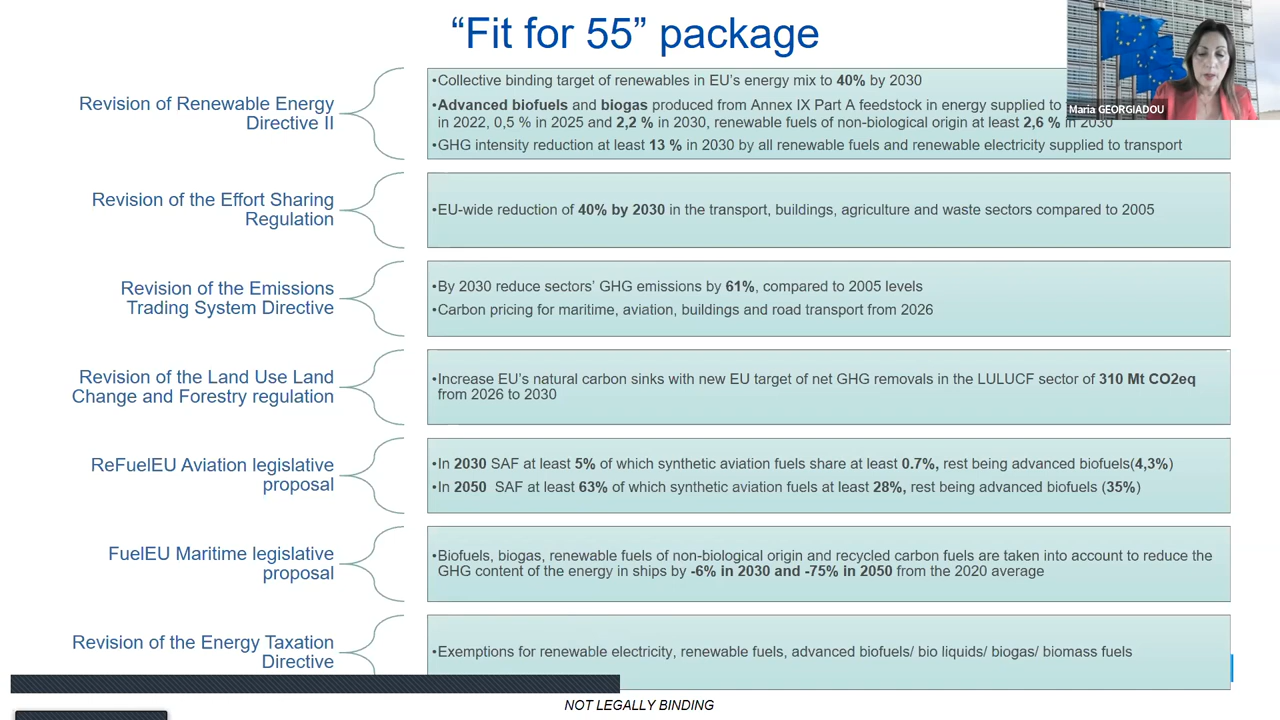 “Fit for 55” package
Maria GEORGIADOU
Revision of Renewable Energy
Directive II
•Collective binding target of renewables in EU’s energy mix to 40% by 2030
•Advanced biofuels and biogas produced from Annex IX Part A feedstock in energy supplied to
in 2022, 0,5 % in 2025 and 2,2 % in 2030, renewable fuels of non-biological origin at least 2,6 % in 2030
•GHG intensity reduction at least 13 % in 2030 by all renewable fuels and renewable electricity supplied to transport
Revision of the Effort Sharing
Regulation
•EU-wide reduction of 40% by 2030 in the transport, buildings, agriculture and waste sectors compared to 2005
Revision of the Emissions
Trading System Directive
•By 2030 reduce sectors’ GHG emissions by 61%, compared to 2005 levels
•Carbon pricing for maritime, aviation, buildings and road transport from 2026
Revision of the Land Use Land
Change and Forestry regulation
•Increase EU’s natural carbon sinks with new EU target of net GHG removals in the LULUCF sector of 310 Mt CO2eq
from 2026 to 2030
ReFuelEU Aviation legislative
proposal
•In 2030 SAF at least 5% of which synthetic aviation fuels share at least 0.7%, rest being advanced biofuels(4,3%)
•In 2050 SAF at least 63% of which synthetic aviation fuels at least 28%, rest being advanced biofuels (35%)
FuelEU Maritime legislative
proposal
•Biofuels, biogas, renewable fuels of non-biological origin and recycled carbon fuels are taken into account to reduce the
GHG content of the energy in ships by -6% in 2030 and -75% in 2050 from the 2020 average
Revision of the Energy Taxation
Directive
•Exemptions for renewable electricity, renewable fuels, advanced biofuels/ bio liquids/ biogas/ biomass fuels
NOT LEGALLY BINDING